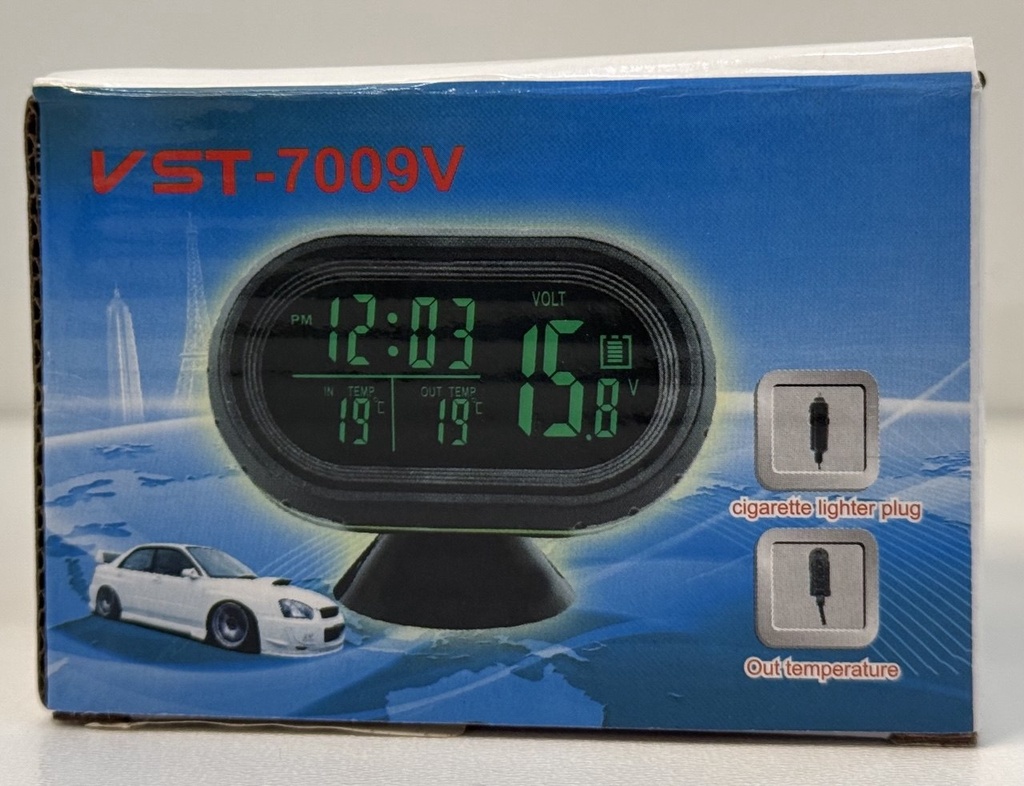 VST-7009V
PM 12:03
VOLT
15.8 V
IN TEMP
19°C
OUT TEMP
19°C
cigarette lighter plug
Out temperature